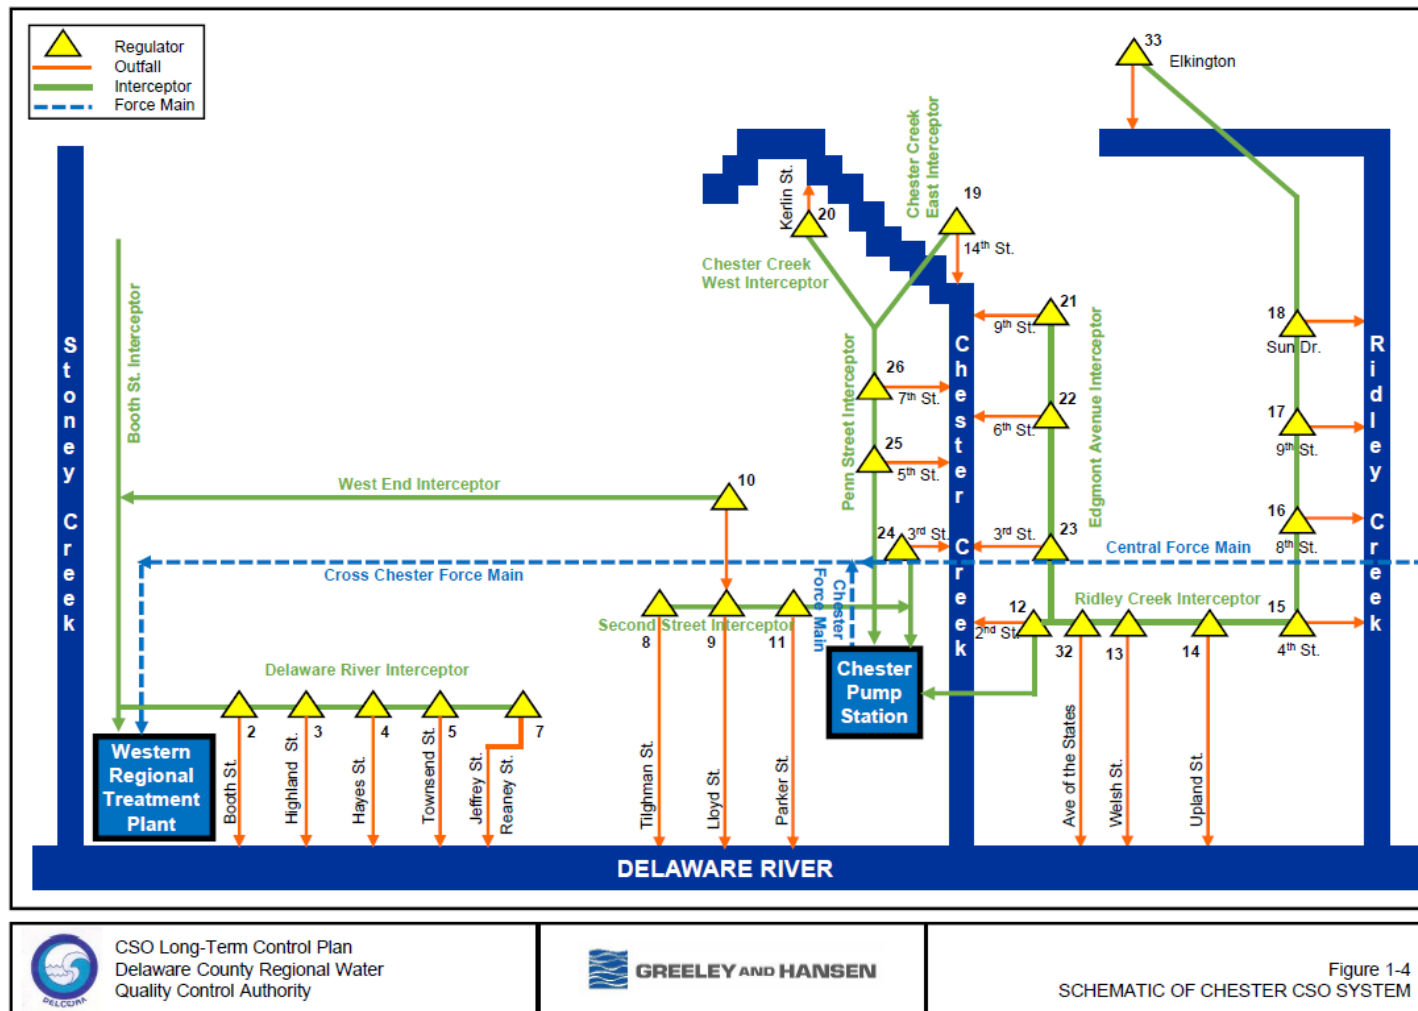 Regulator
Outfall
Interceptor
Force Main
33
Elkington
Chester Creek
East Interceptor
19
14th St.
Kerlin St.
20
Chester Creek
West Interceptor
Booth St. Interceptor
Stoney Creek
Penn Street Interceptor
26
7th St.
25
5th St.
24
3rd St.
Chester Creek
21
9th St.
22
6th St.
23
3rd St.
Edgmont Avenue Interceptor
18
Sun Dr.
17
9th St.
16
8th St.
Ridley Creek
West End Interceptor
10
Cross Chester Force Main
Central Force Main
Chester
Force Main
Second Street Interceptor
8
9
11
12
2nd St.
Ridley Creek Interceptor
32
13
14
15
4th St.
Chester
Pump
Station
Delaware River Interceptor
2
3
4
5
7
Western
Regional
Treatment
Plant
Booth St.
Highland St.
Hayes St.
Townsend St.
Jeffrey St.
Reaney St.
Tilghman St.
Lloyd St.
Parker St.
Ave of the States
Welsh St.
Upland St.
DELAWARE RIVER
DELCORA
CSO Long-Term Control Plan
Delaware County Regional Water
Quality Control Authority
GREELEY AND HANSEN
Figure 1-4
SCHEMATIC OF CHESTER CSO SYSTEM